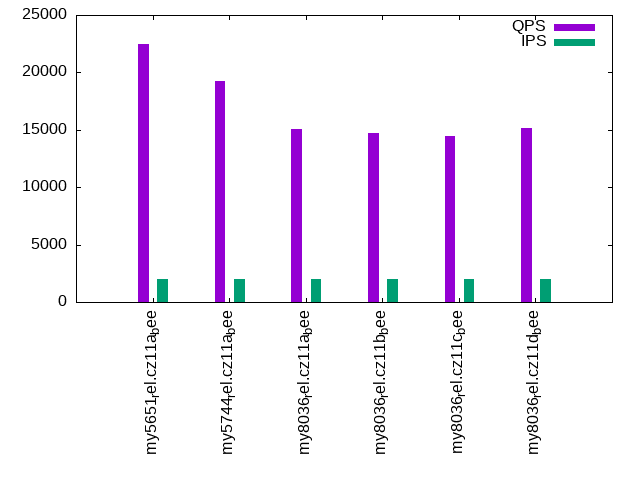 25000
20000
15000
10000
5000
0
QPS
IPS
my5651rel.cz11abee
my5744rel.cz11abee
my8036rel.cz11abee
my8036rel.cz11bbee
my8036rel.cz11cbee
my8036rel.cz11dbee